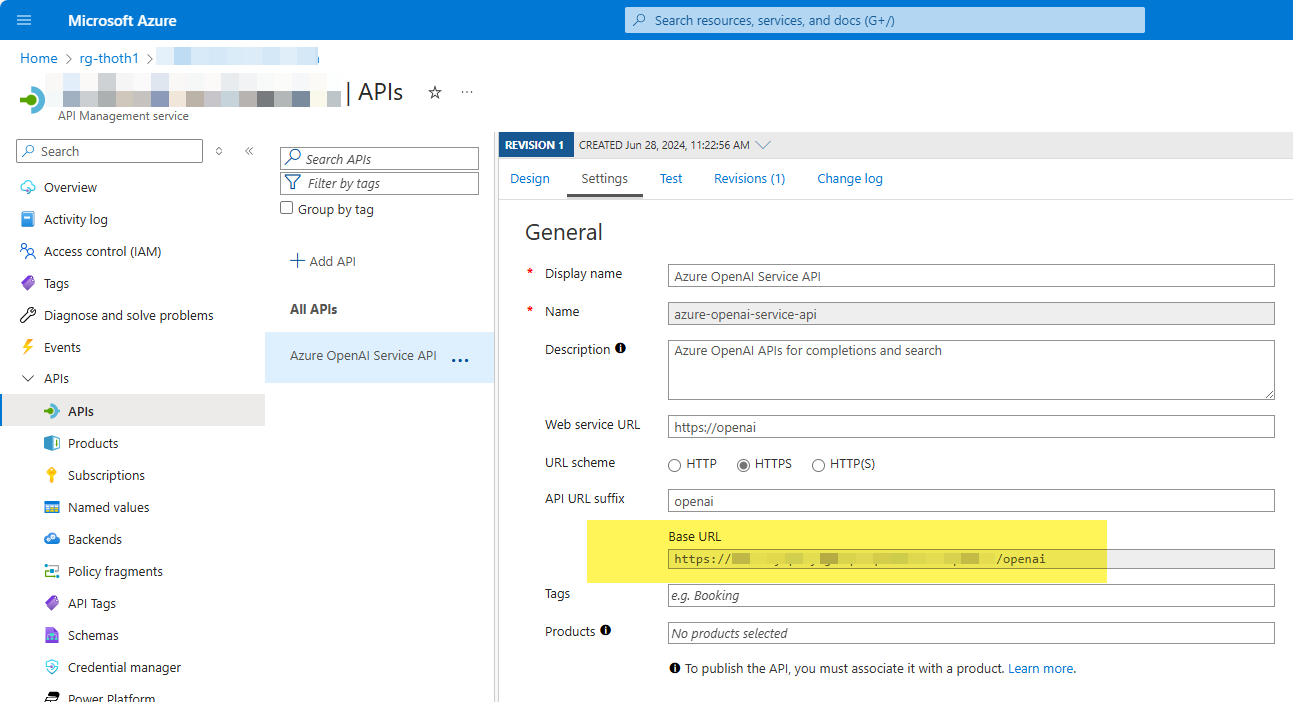 Microsoft Azure
Search resources, services, and docs (G+/)
Home > rg-thoth1 >
| APIs
API Management service
Search
Overview
Activity log
Access control (IAM)
Tags
Diagnose and solve problems
Events
APIs
APIs
Products
Subscriptions
Named values
Backends
Policy fragments
API Tags
Schemas
Credential manager
Power Platform
Search APIs
Filter by tags
Group by tag
Add API
All APIs
Azure OpenAI Service API ...
REVISION 1 CREATED Jun 28, 2024, 11:22:56 AM
Design Settings Test Revisions (1) Change log
General
* Display name Azure OpenAI Service API
* Name azure-openai-service-api
Description Azure OpenAI APIs for completions and search
Web service URL https://openai
URL scheme HTTP HTTPS HTTP(S)
API URL suffix openai
Base URL
https:// /openai
Tags e.g. Booking
Products No products selected
To publish the API, you must associate it with a product. Learn more.